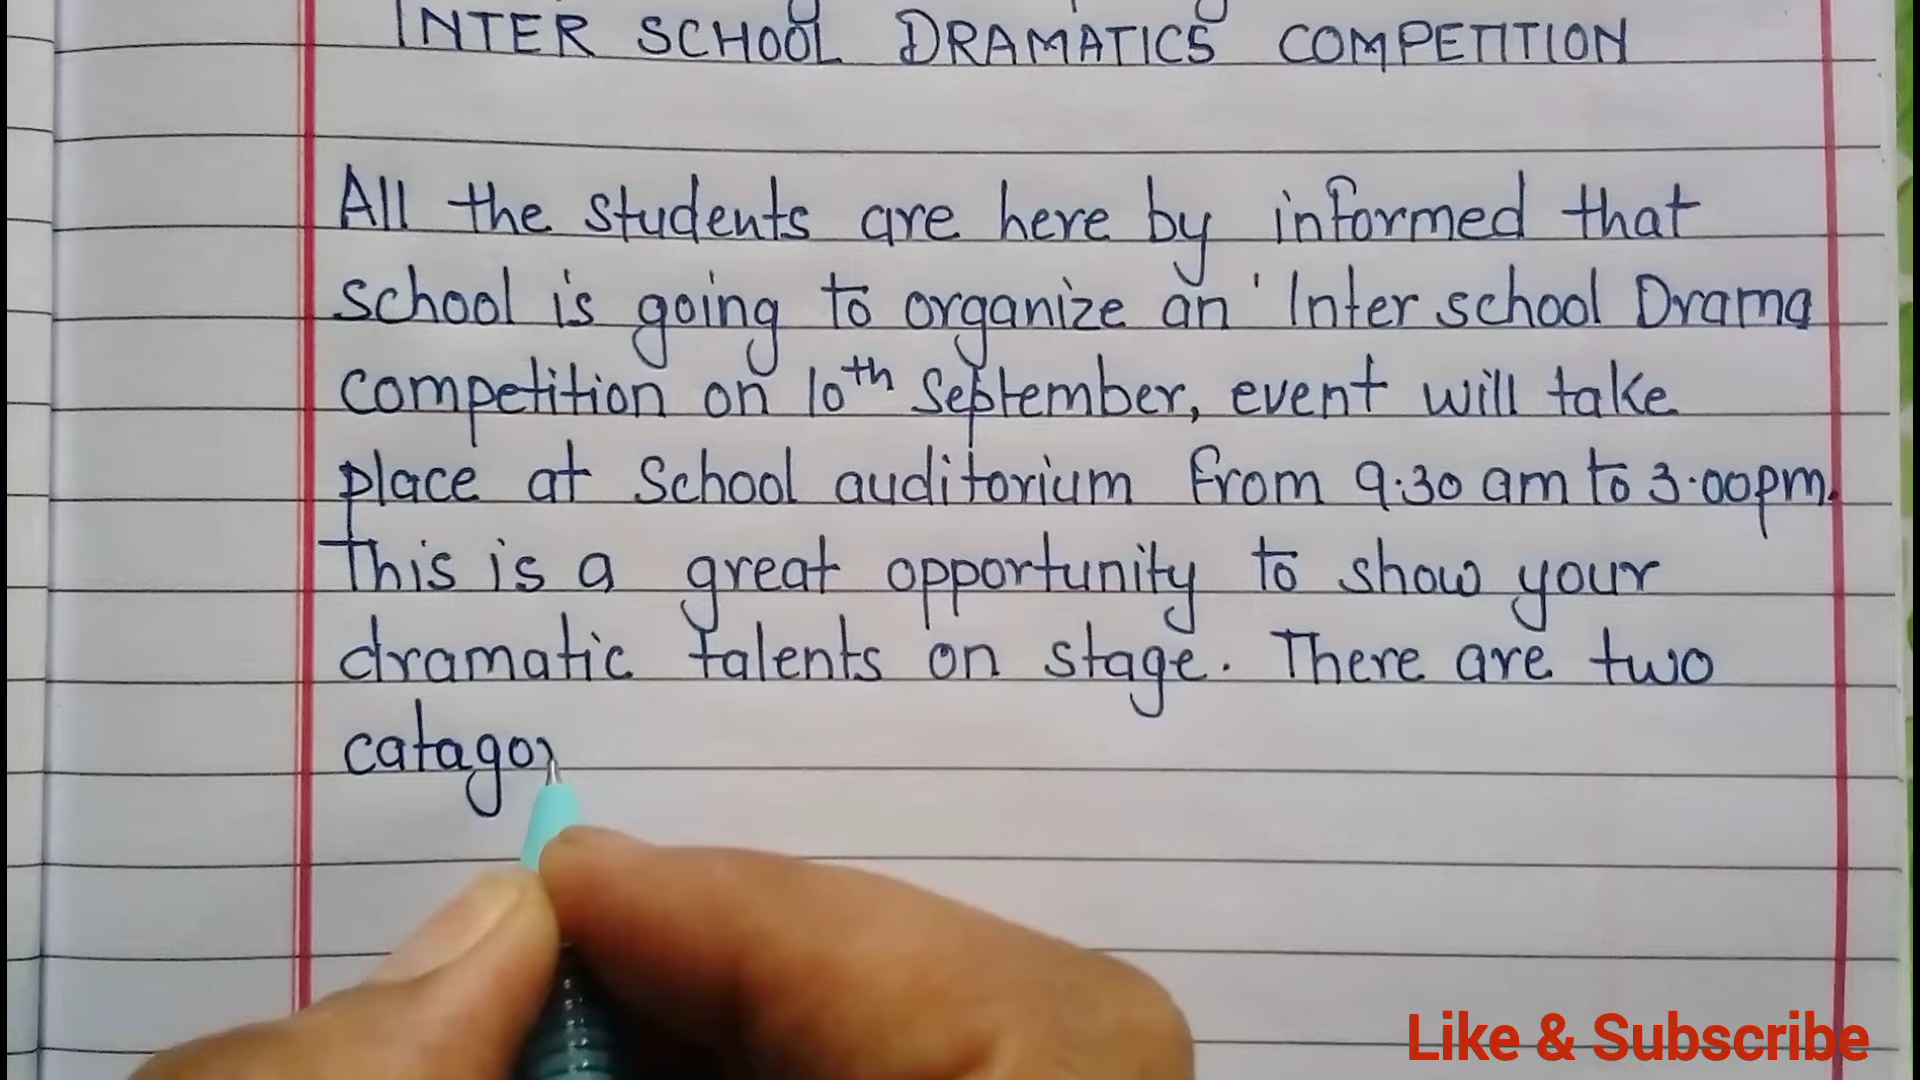 INTER SCHOOL DRAMATICS COMPETITION
All the students are here by informed that
school is going to organize an ' Inter school Drama
competition on 10th September, event will take
place at School auditorium from 9.30 am to 3.00pm.
This is a great opportunity to show your
dramatic talents on stage. There are two
catagor
Like & Subscribe